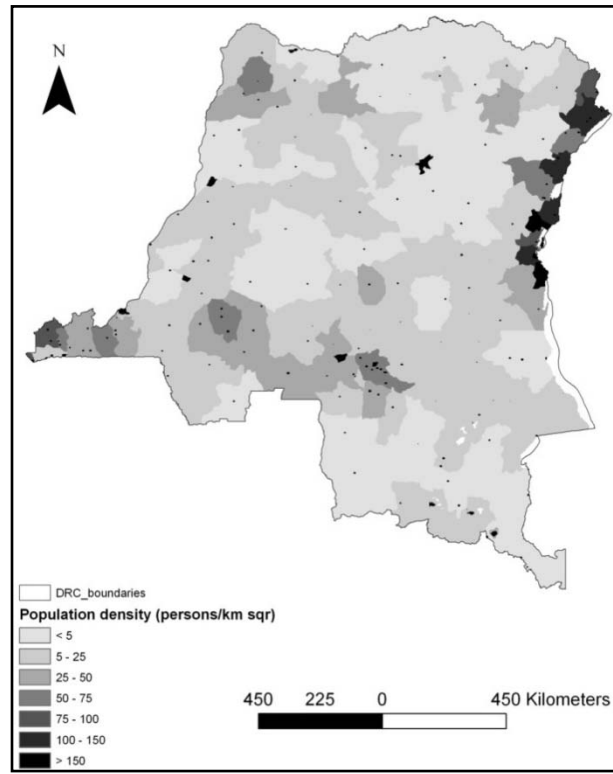 N
DRC_boundaries
Population density (persons/km sqr)
< 5
5 - 25
25 - 50
50 - 75
75 - 100
100 - 150
> 150
450 225 0 450 Kilometers